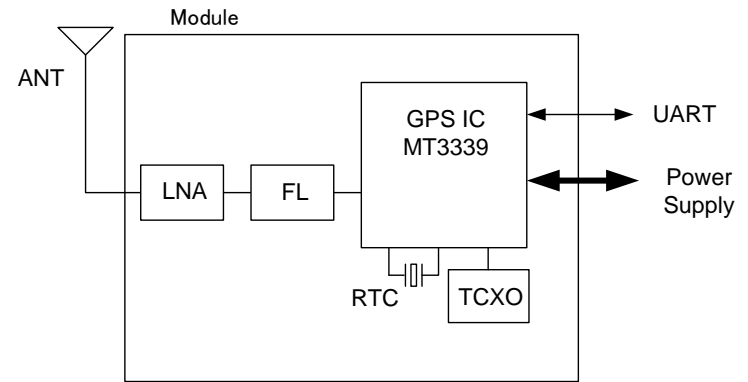 Module
ANT
GPS IC
MT3339
UART
LNA
FL
Power
Supply
RTC
TCXO